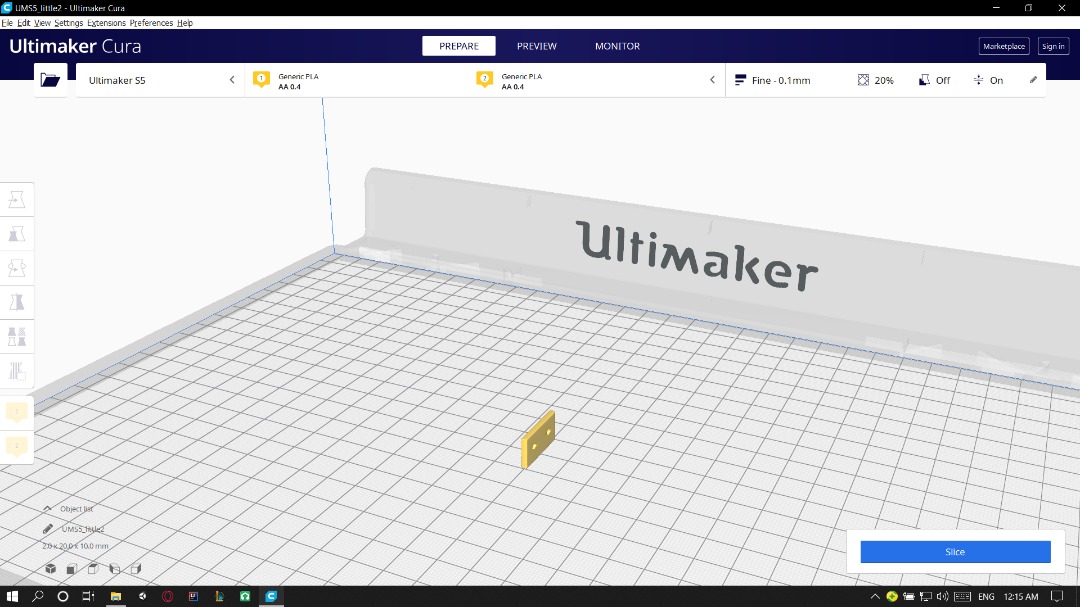 UMS5_little2 - Ultimaker Cura
File Edit View Settings Extensions Preferences Help
Ultimaker Cura
PREPARE
PREVIEW
MONITOR
Marketplace
Sign in
Ultimaker S5
1
Generic PLA
AA 0.4
2
Generic PLA
AA 0.4
Fine - 0.1mm
20%
Off
On
Ultimaker
Object list
UMS5_little2
2.0 x 20.0 x 10.0 mm
Slice
ENG
12:15 AM